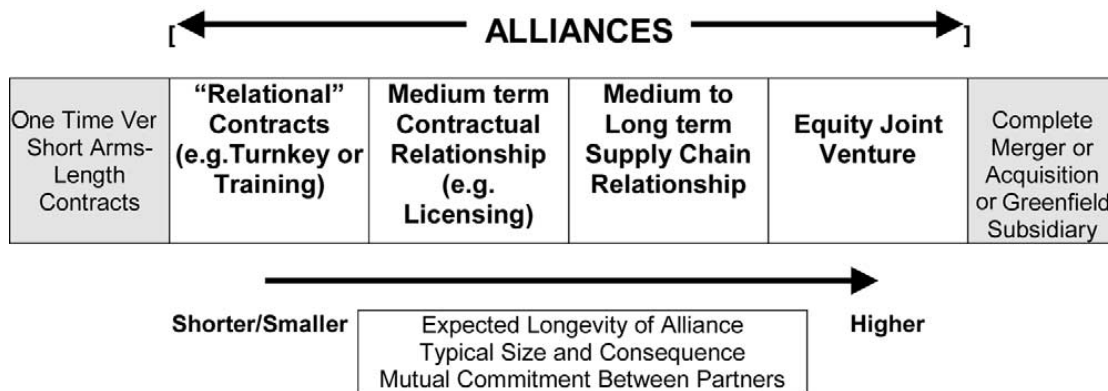 [ ALLIANCES ]
One Time Ver
Short Arms-
Length
Contracts
“Relational”
Contracts
(e.g.Turnkey or
Training)
Medium term
Contractual
Relationship
(e.g.
Licensing)
Medium to
Long term
Supply Chain
Relationship
Equity Joint
Venture
Complete
Merger or
Acquisition
or Greenfield
Subsidiary
Shorter/Smaller
Higher
Expected Longevity of Alliance
Typical Size and Consequence
Mutual Commitment Between Partners